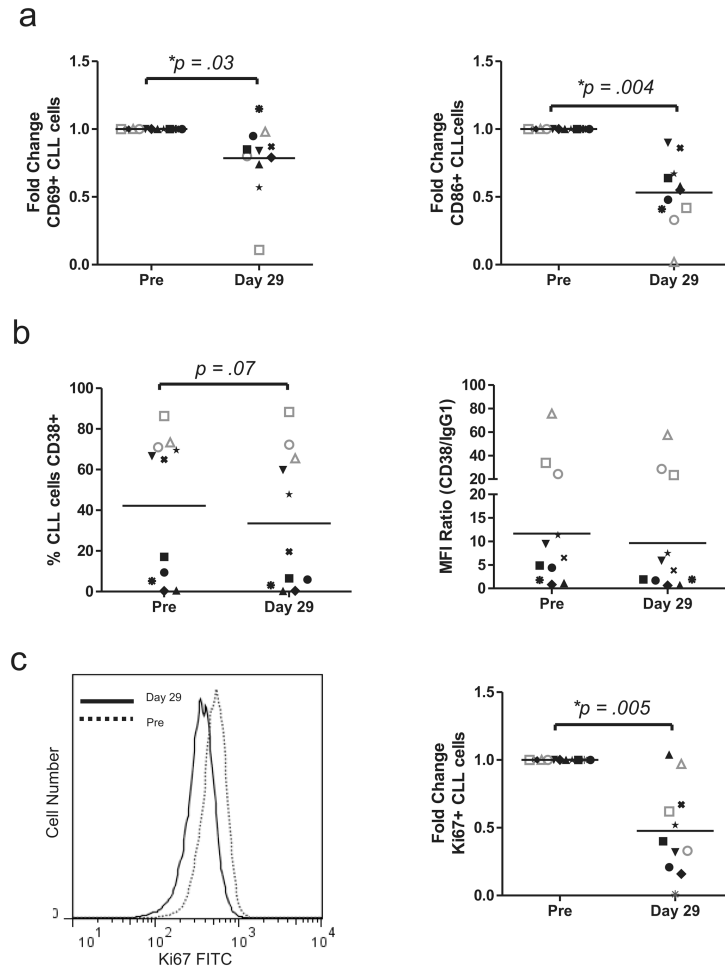 a
*p = .03
Fold Change
CD69+ CLL cells
1.5
1.0
0.5
0.0
Pre
Day 29
*p = .004
Fold Change
CD86+ CLLcells
1.5
1.0
0.5
0.0
Pre
Day 29
b
p = .07
% CLL cells CD38+
100
80
60
40
20
0
Pre
Day 29
MFI Ratio (CD38/IgG1)
100
80
60
40
20
20
15
10
5
0
Pre
Day 29
c
Day 29
Pre
Cell Number
10¹
10²
10³
10⁴
Ki67 FITC
*p = .005
Fold Change
Ki67+ CLL cells
1.5
1.0
0.5
0.0
Pre
Day 29